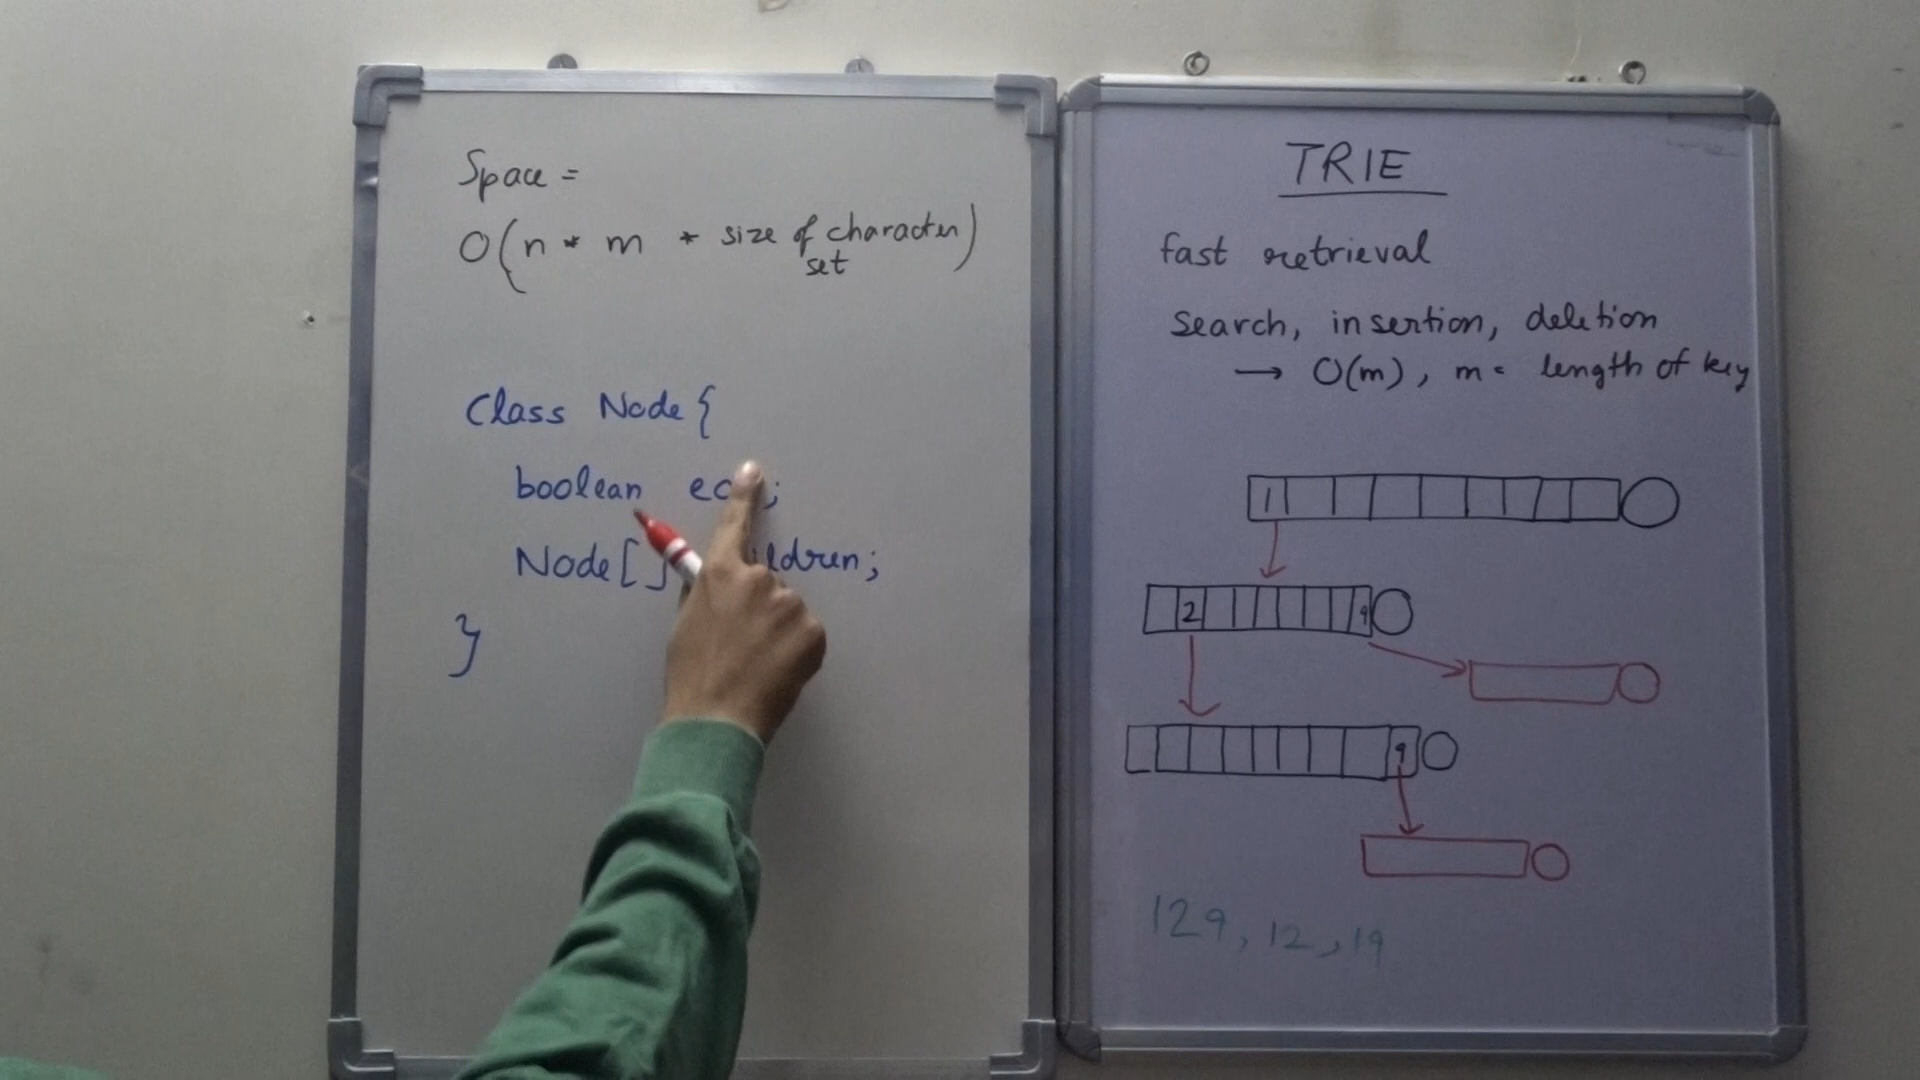 Space =
O(n * m * size of character
set)
Class Node {
boolean
Node[]
}
TRIE
fast retrieval
search, insertion, deletion
→ O(m), m = length of key
1
2 9
9
129, 12, 19